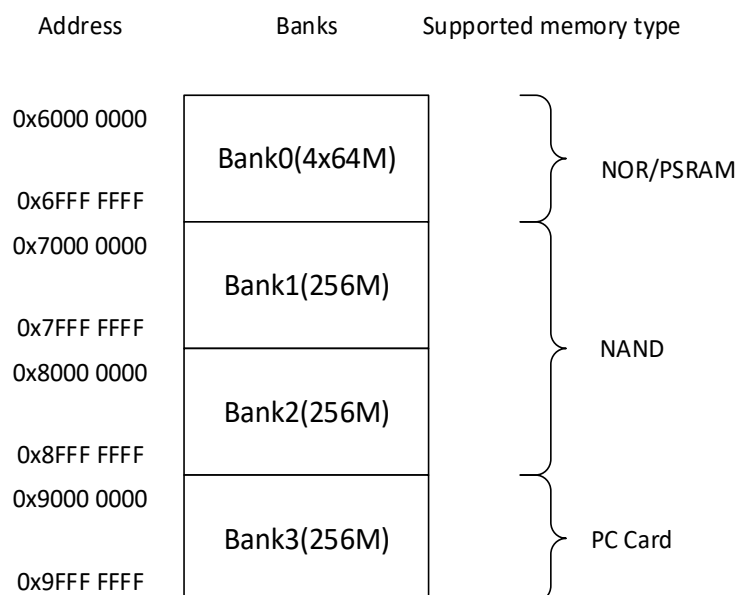 Address Banks Supported memory type
0x6000 0000
Bank0(4x64M)
NOR/PSRAM
0x6FFF FFFF
0x7000 0000
Bank1(256M)
0x7FFF FFFF
NAND
0x8000 0000
Bank2(256M)
0x8FFF FFFF
0x9000 0000
Bank3(256M)
PC Card
0x9FFF FFFF